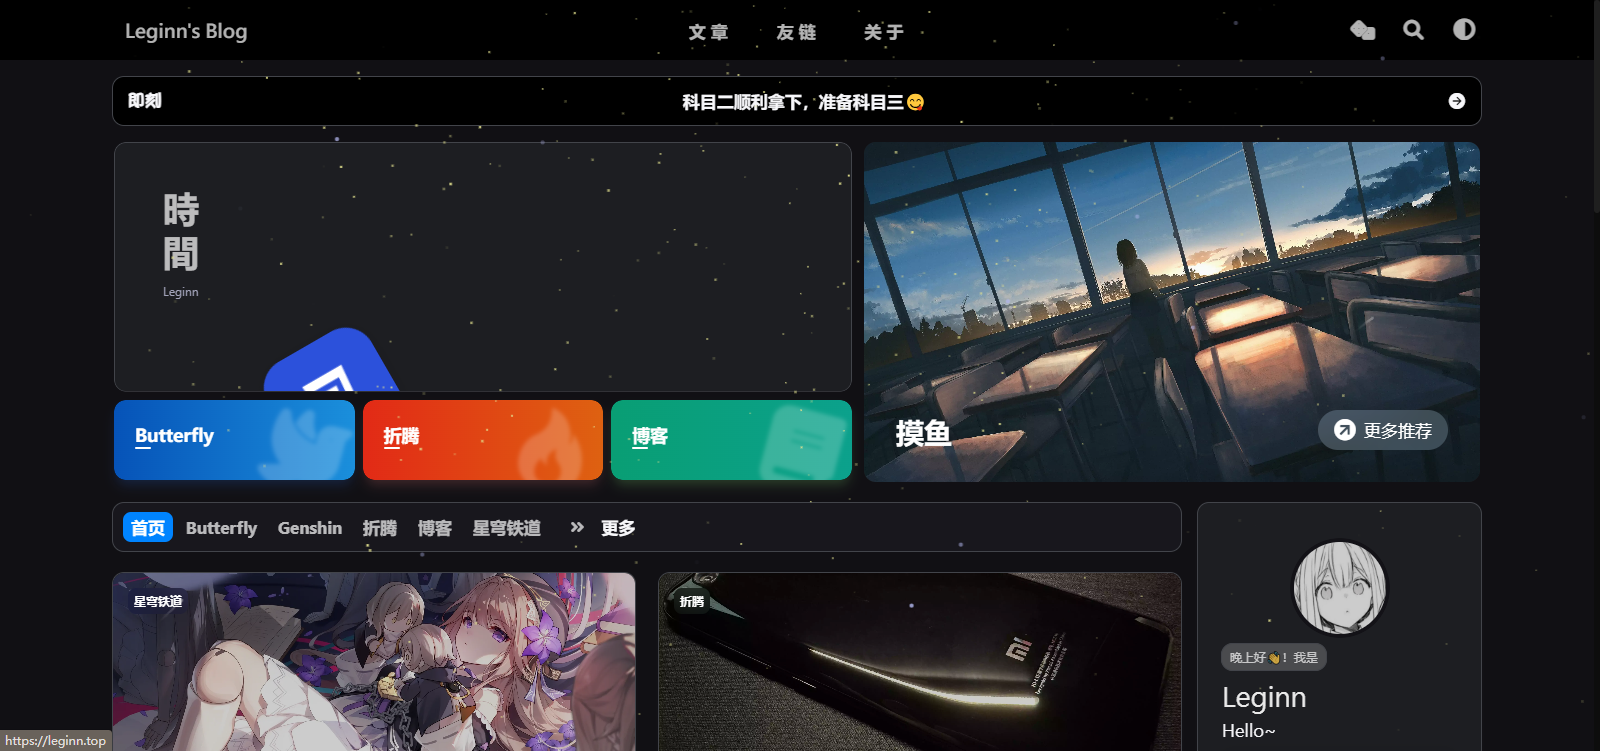 Leginn's Blog
文章
友链
关于
即刻
科目二顺利拿下，准备科目三😋
時
間
Leginn
Butterfly
折腾
博客
摸鱼
更多推荐
首页
Butterfly
Genshin
折腾
博客
星穹铁道
更多
星穹铁道
折腾
晚上好👋！我是
Leginn
Hello~
https://leginn.top